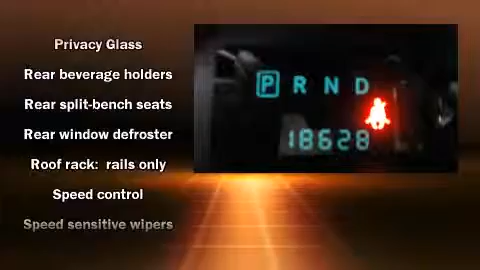 Privacy Glass
Rear beverage holders
Rear split-bench seats
Rear window defroster
Roof rack:  rails only
Speed control
Speed sensitive wipers
P R N D
18628